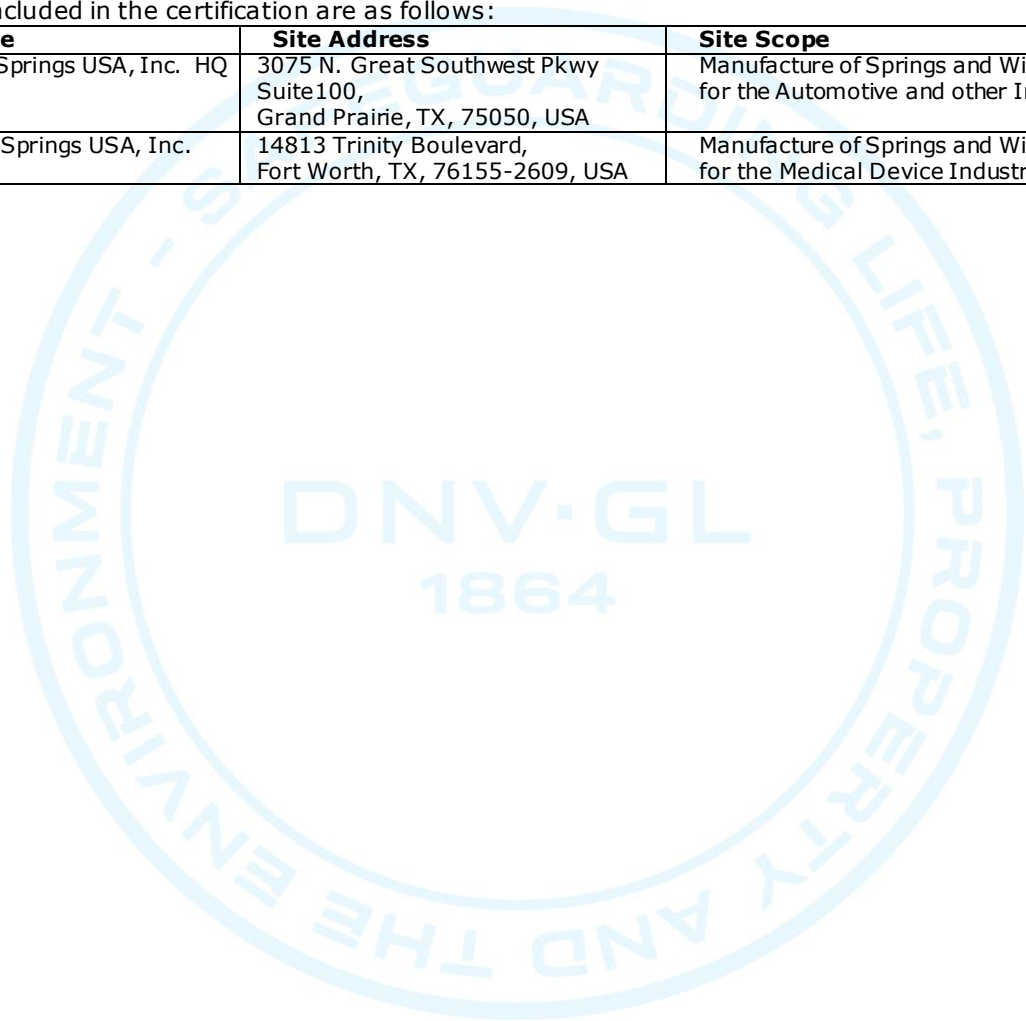 cluded in the certification are as follows:
e Site Address Site Scope
Springs USA, Inc. HQ 3075 N. Great Southwest Pkwy Manufacture of Springs and Wi
Suite100, for the Automotive and other I
Grand Prairie, TX, 75050, USA
Springs USA, Inc. 14813 Trinity Boulevard, Manufacture of Springs and Wi
Fort Worth, TX, 76155-2609, USA for the Medical Device Industr
SAFEGUARDING LIFE, PROPERTY AND THE ENVIRONMENT -
DNV·GL
1864